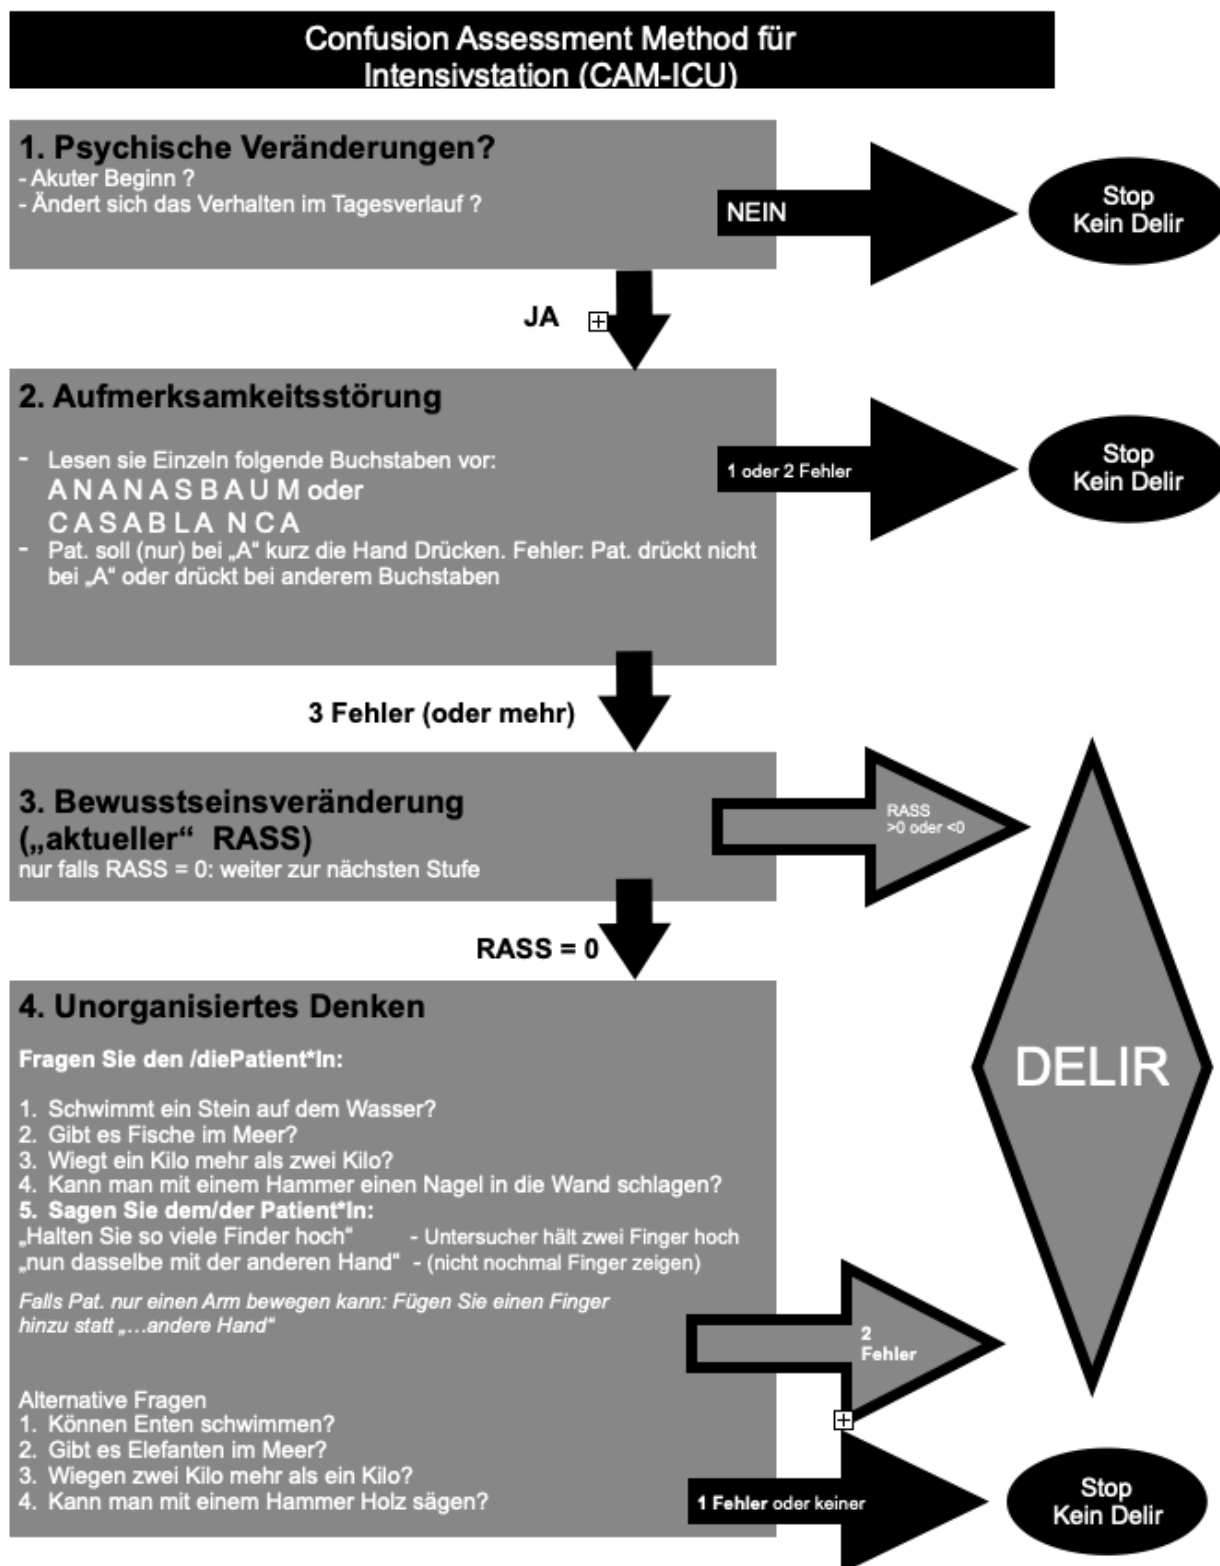 Confusion Assessment Method für
Intensivstation (CAM-ICU)
1. Psychische Veränderungen?
- Akuter Beginn ?
- Ändert sich das Verhalten im Tagesverlauf ?
NEIN
Stop
Kein Delir
JA
2. Aufmerksamkeitsstörung
- Lesen sie Einzeln folgende Buchstaben vor:
A N A N A S B A U M oder
C A S A B L A N C A
- Pat. soll (nur) bei „A“ kurz die Hand Drücken. Fehler: Pat. drückt nicht
bei „A“ oder drückt bei anderem Buchstaben
1 oder 2 Fehler
Stop
Kein Delir
3 Fehler (oder mehr)
3. Bewusstseinsveränderung
(„aktueller“ RASS)
nur falls RASS = 0: weiter zur nächsten Stufe
RASS
>0 oder <0
RASS = 0
DELIR
4. Unorganisiertes Denken
Fragen Sie den /diePatient*In:
1. Schwimmt ein Stein auf dem Wasser?
2. Gibt es Fische im Meer?
3. Wiegt ein Kilo mehr als zwei Kilo?
4. Kann man mit einem Hammer einen Nagel in die Wand schlagen?
5. Sagen Sie dem/der Patient*In:
„Halten Sie so viele Finder hoch“ - Untersucher hält zwei Finger hoch
„nun dasselbe mit der anderen Hand“ - (nicht nochmal Finger zeigen)
Falls Pat. nur einen Arm bewegen kann: Fügen Sie einen Finger
hinzu statt „...andere Hand“
2
Fehler
Alternative Fragen
1. Können Enten schwimmen?
2. Gibt es Elefanten im Meer?
3. Wiegen zwei Kilo mehr als ein Kilo?
4. Kann man mit einem Hammer Holz sägen?
1 Fehler oder keiner
Stop
Kein Delir